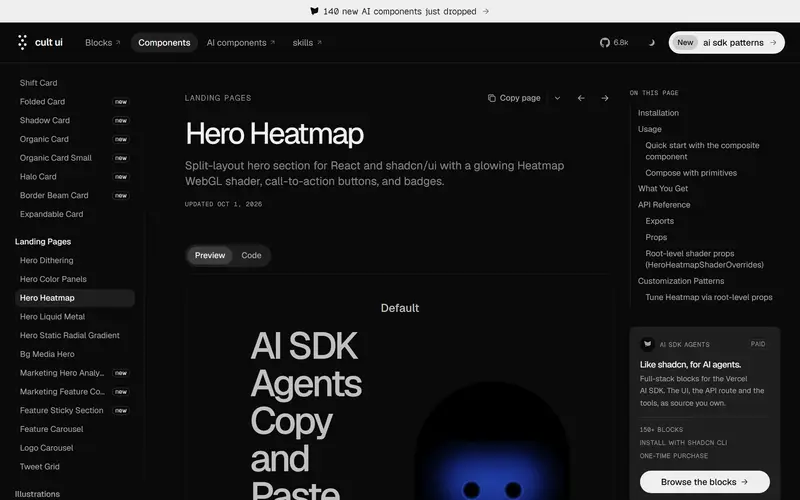 140 new AI components just dropped →
cult ui
Blocks ↗
Components
AI components ↗
skills ↗
6.8k
New ai sdk patterns →
Shift Card
Folded Card new
Shadow Card new
Organic Card new
Organic Card Small new
Halo Card new
Border Beam Card new
Expandable Card
Landing Pages
Hero Dithering
Hero Color Panels
Hero Heatmap
Hero Liquid Metal
Hero Static Radial Gradient
Bg Media Hero
Marketing Hero Analy... new
Marketing Feature Co... new
Feature Sticky Section new
Feature Carousel
Logo Carousel
Tweet Grid
Illustrations
LANDING PAGES
Copy page
← →
Hero Heatmap
Split-layout hero section for React and shadcn/ui with a glowing Heatmap
WebGL shader, call-to-action buttons, and badges.
UPDATED OCT 1, 2026
Preview
Code
Default
AI SDK
Agents
Copy
and
Paste
ON THIS PAGE
Installation
Usage
Quick start with the composite
component
Compose with primitives
What You Get
API Reference
Exports
Props
Root-level shader props
(HeroHeatmapShaderOverrides)
Customization Patterns
Tune Heatmap via root-level props
AI SDK AGENTS PAID
Like shadcn, for AI agents.
Full-stack blocks for the Vercel
AI SDK. The UI, the API route and the
tools, as source you own.
150+ BLOCKS
INSTALL WITH SHADCN CLI
ONE-TIME PURCHASE
Browse the blocks →